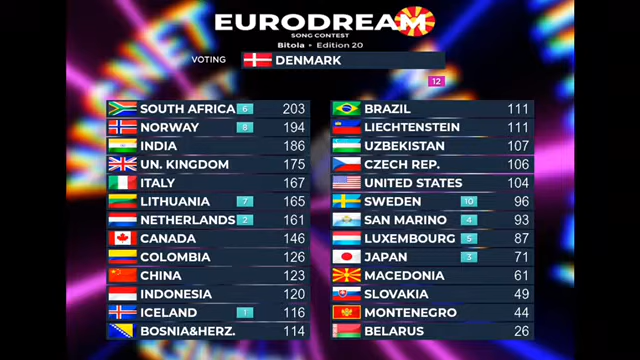 EURODREAM
SONG CONTEST
Bitola • Edition 20
VOTING DENMARK
12
SOUTH AFRICA 6 203
NORWAY 8 194
INDIA 186
UN. KINGDOM 175
ITALY 167
LITHUANIA 7 165
NETHERLANDS 2 161
CANADA 146
COLOMBIA 126
CHINA 123
INDONESIA 120
ICELAND 1 116
BOSNIA&HERZ. 114
BRAZIL 111
LIECHTENSTEIN 111
UZBEKISTAN 107
CZECH REP. 106
UNITED STATES 104
SWEDEN 10 96
SAN MARINO 4 93
LUXEMBOURG 5 87
JAPAN 3 71
MACEDONIA 61
SLOVAKIA 49
MONTENEGRO 44
BELARUS 26